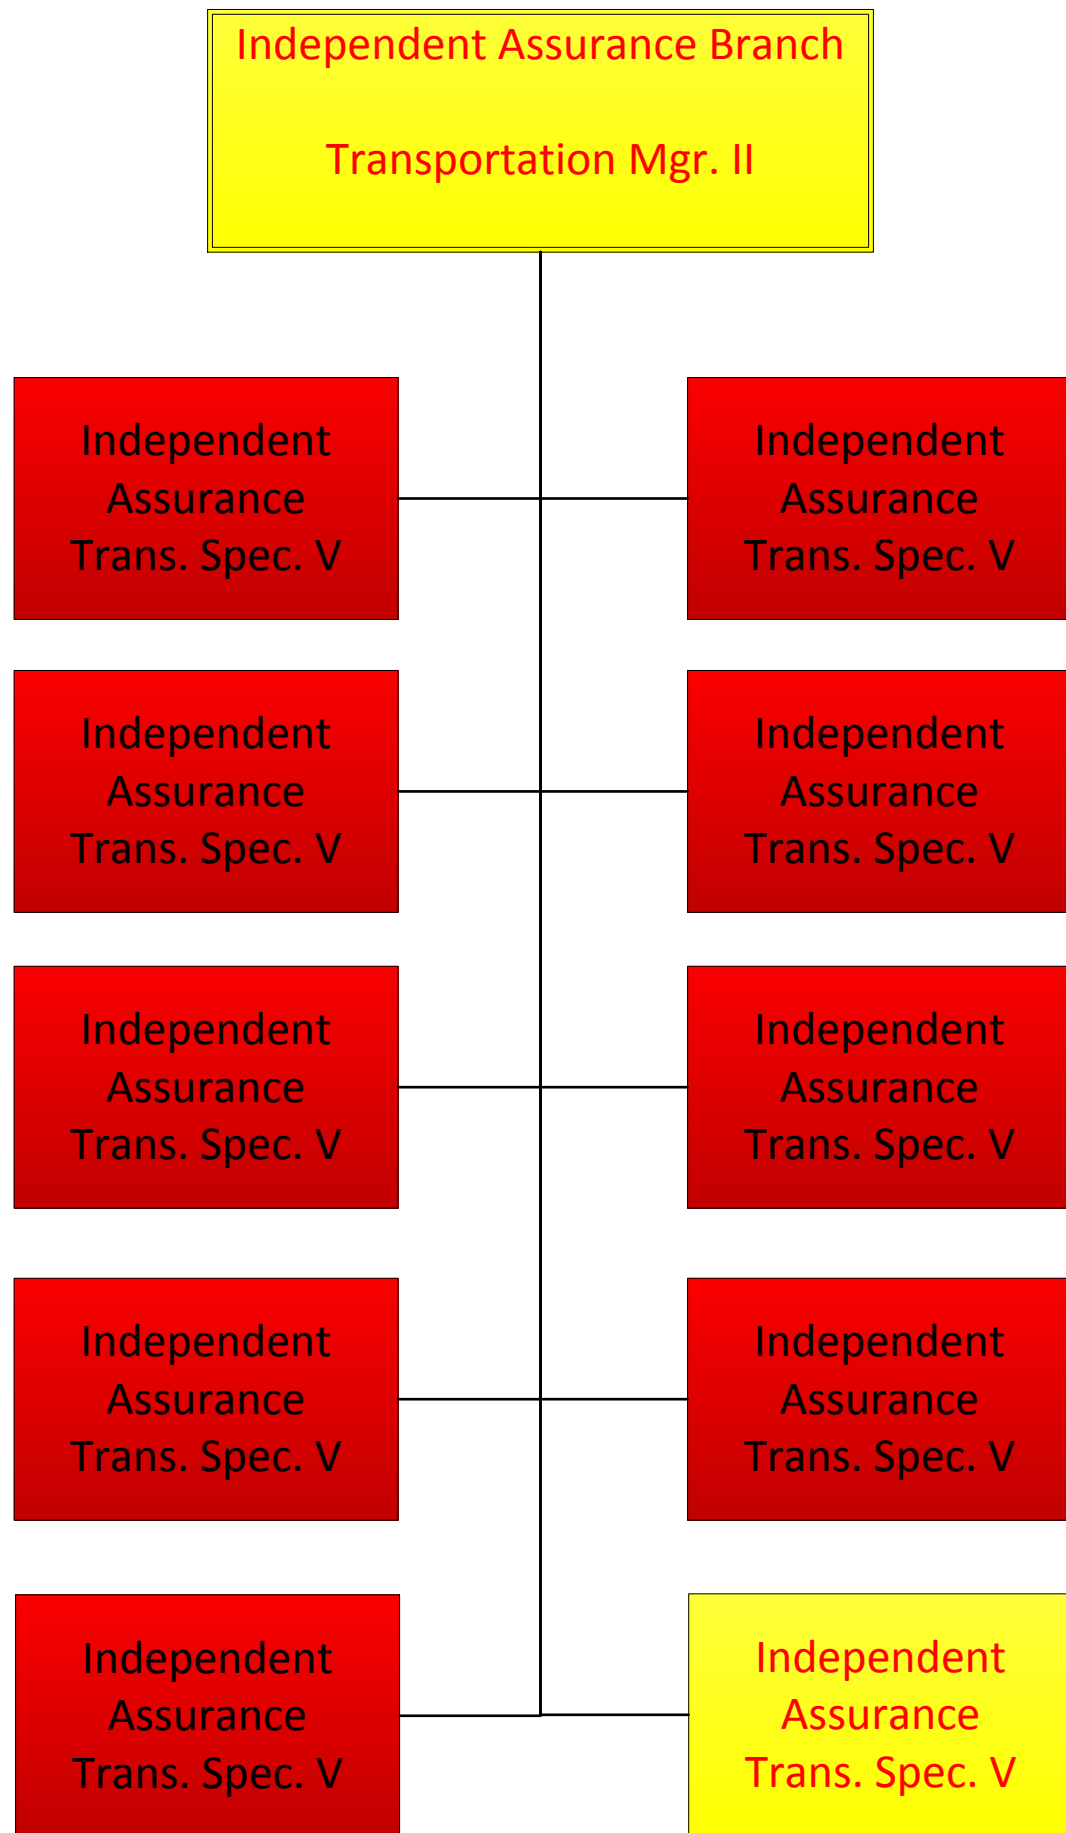 Independent Assurance Branch
Transportation Mgr. II
Independent
Assurance
Trans. Spec. V
Independent
Assurance
Trans. Spec. V
Independent
Assurance
Trans. Spec. V
Independent
Assurance
Trans. Spec. V
Independent
Assurance
Trans. Spec. V
Independent
Assurance
Trans. Spec. V
Independent
Assurance
Trans. Spec. V
Independent
Assurance
Trans. Spec. V
Independent
Assurance
Trans. Spec. V
Independent
Assurance
Trans. Spec. V